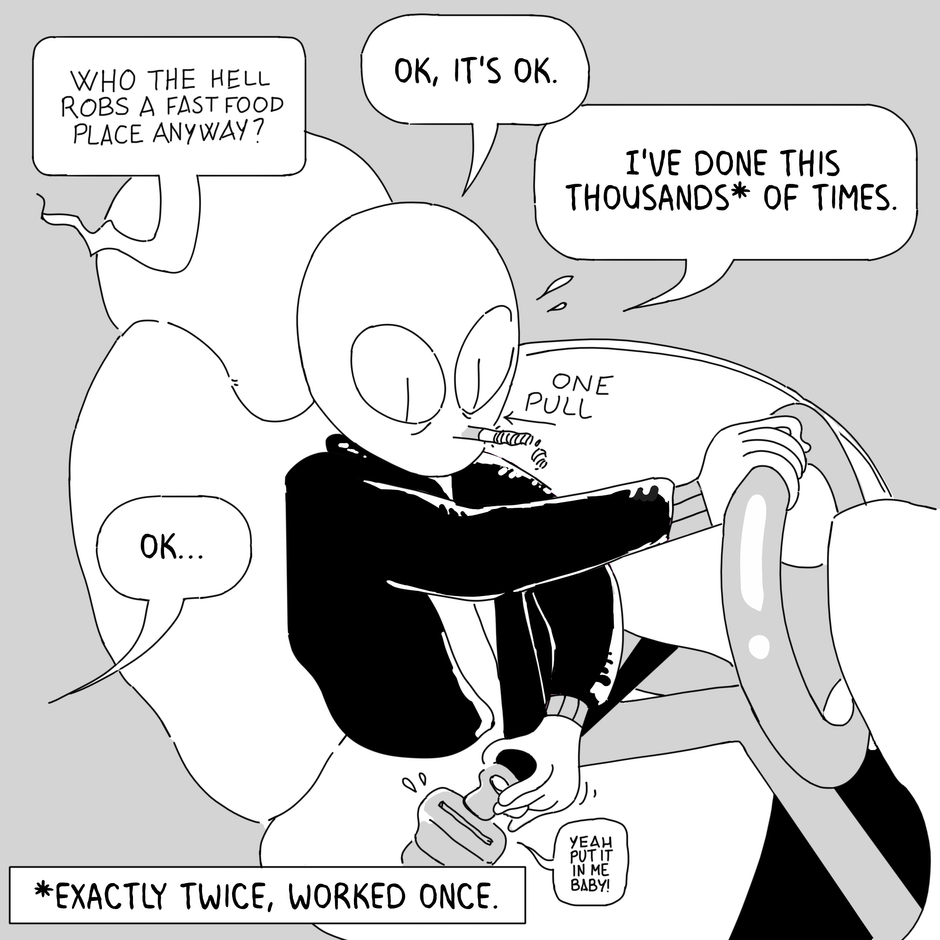 WHO THE HELL
ROBS A FAST FOOD
PLACE ANYWAY?
OK, IT'S OK.
I'VE DONE THIS
THOUSANDS* OF TIMES.
ONE
PULL
OK...
YEAH
PUT IT
IN ME
BABY!
*EXACTLY TWICE, WORKED ONCE.